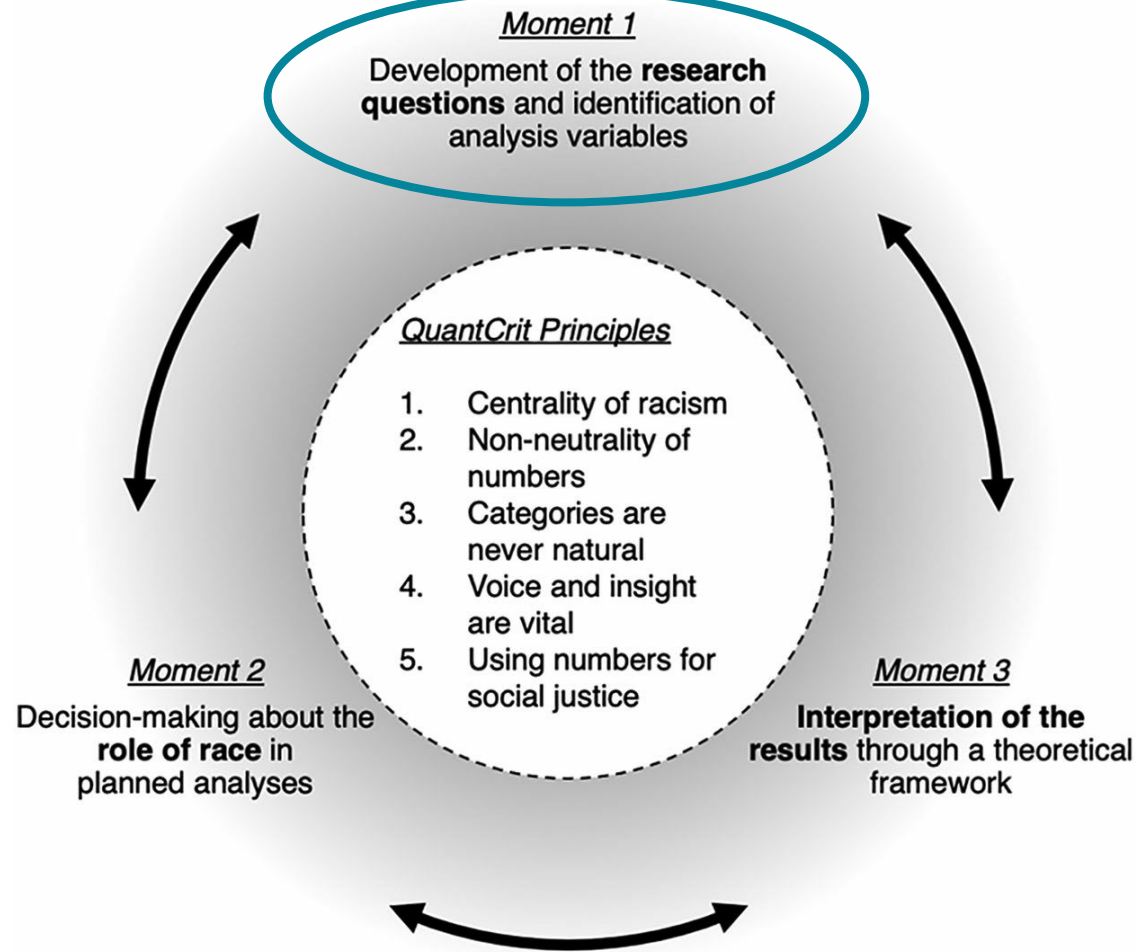 Moment 1
Development of the research
questions and identification of
analysis variables
QuantCrit Principles
1. Centrality of racism
2. Non-neutrality of
numbers
3. Categories are
never natural
4. Voice and insight
are vital
5. Using numbers for
social justice
Moment 2
Decision-making about the
role of race in
planned analyses
Moment 3
Interpretation of the
results through a theoretical
framework